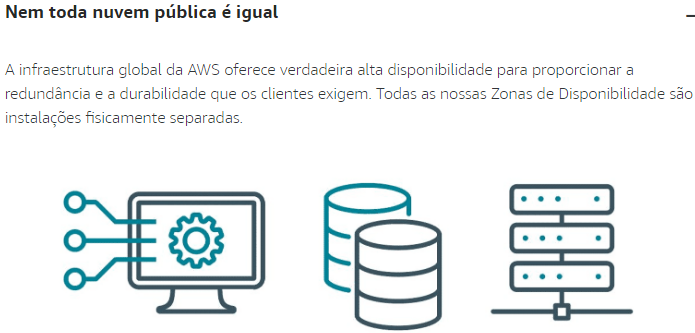 Nem toda nuvem pública é igual
A infraestrutura global da AWS oferece verdadeira alta disponibilidade para proporcionar a
redundância e a durabilidade que os clientes exigem. Todas as nossas Zonas de Disponibilidade são
instalações fisicamente separadas.